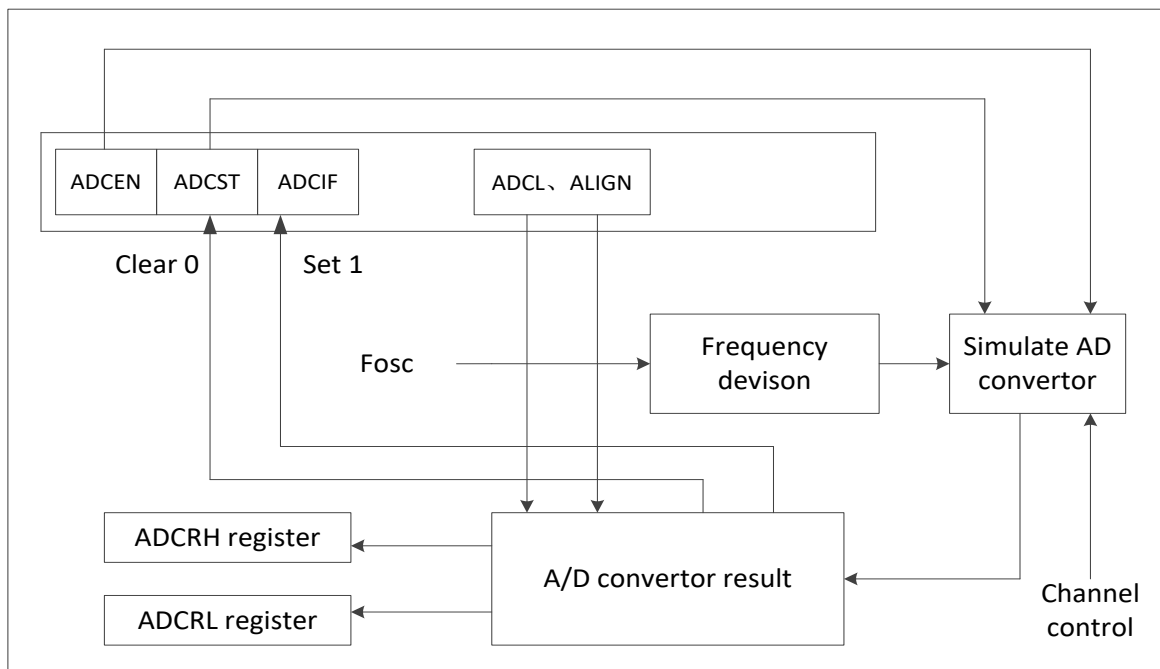 ADCEN
ADCST
ADCIF
ADCL、ALIGN
Clear 0
Set 1
Fosc
Frequency
devison
Simulate AD
convertor
ADCRH register
A/D convertor result
ADCRL register
Channel
control